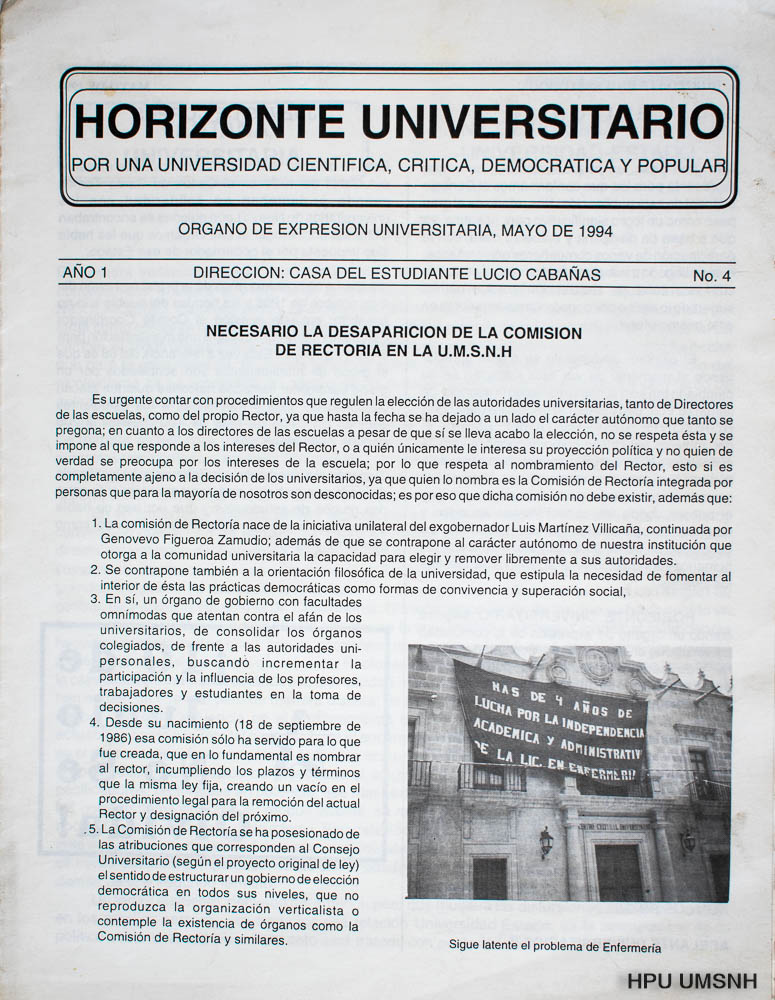 HORIZONTE UNIVERSITARIO
POR UNA UNIVERSIDAD CIENTIFICA, CRITICA, DEMOCRATICA Y POPULAR
ORGANO DE EXPRESION UNIVERSITARIA, MAYO DE 1994
AÑO 1 DIRECCION: CASA DEL ESTUDIANTE LUCIO CABAÑAS No. 4
NECESARIO LA DESAPARICION DE LA COMISION
DE RECTORIA EN LA U.M.S.N.H
Es urgente contar con procedimientos que regulen la elección de las autoridades universitarias, tanto de Directores
de las escuelas, como del propio Rector, ya que hasta la fecha se ha dejado a un lado el carácter autónomo que tanto se
pregona; en cuanto a los directores de las escuelas a pesar de que sí se lleva acabo la elección, no se respeta ésta y se
impone al que responde a los intereses del Rector, o a quién únicamente le interesa su proyección política y no quien de
verdad se preocupa por los intereses de la escuela; por lo que respeta al nombramiento del Rector, esto si es
completamente ajeno a la decisión de los universitarios, ya que quien lo nombra es la Comisión de Rectoría integrada por
personas que para la mayoría de nosotros son desconocidas; es por eso que dicha comisión no debe existir, además que:
1. La comisión de Rectoría nace de la iniciativa unilateral del exgobernador Luis Martínez Villicaña, continuada por
Genovevo Figueroa Zamudio; además de que se contrapone al carácter autónomo de nuestra institución que
otorga a la comunidad universitaria la capacidad para elegir y remover libremente a sus autoridades.
2. Se contrapone también a la orientación filosófica de la universidad, que estipula la necesidad de fomentar al
interior de ésta las prácticas democráticas como formas de convivencia y superación social,
3. En sí, un órgano de gobierno con facultades
omnímodas que atentan contra el afán de los
universitarios, de consolidar los órganos
colegiados, de frente a las autoridades uni-
personales, buscando incrementar la
participación y la influencia de los profesores,
trabajadores y estudiantes en la toma de
decisiones.
4. Desde su nacimiento (18 de septiembre de
1986) esa comisión sólo ha servido para lo que
fue creada, que en lo fundamental es nombrar
al rector, incumpliendo los plazos y términos
que la misma ley fija, creando un vacío en el
procedimiento legal para la remoción del actual
Rector y designación del próximo.
5. La Comisión de Rectoría se ha posesionado de
las atribuciones que corresponden al Consejo
Universitario (según el proyecto original de ley)
el sentido de estructurar un gobierno de elección
democrática en todos sus niveles, que no
reproduzca la organización verticalista o
contemple la existencia de órganos como la
Comisión de Rectoría y similares.
MAS DE 4 AÑOS DE
LUCHA POR LA INDEPENDENCIA
ACADEMICA Y ADMINISTRATIV
DE LA LIC. EN ENFERMERI
Sigue latente el problema de Enfermería
HPU UMSNH